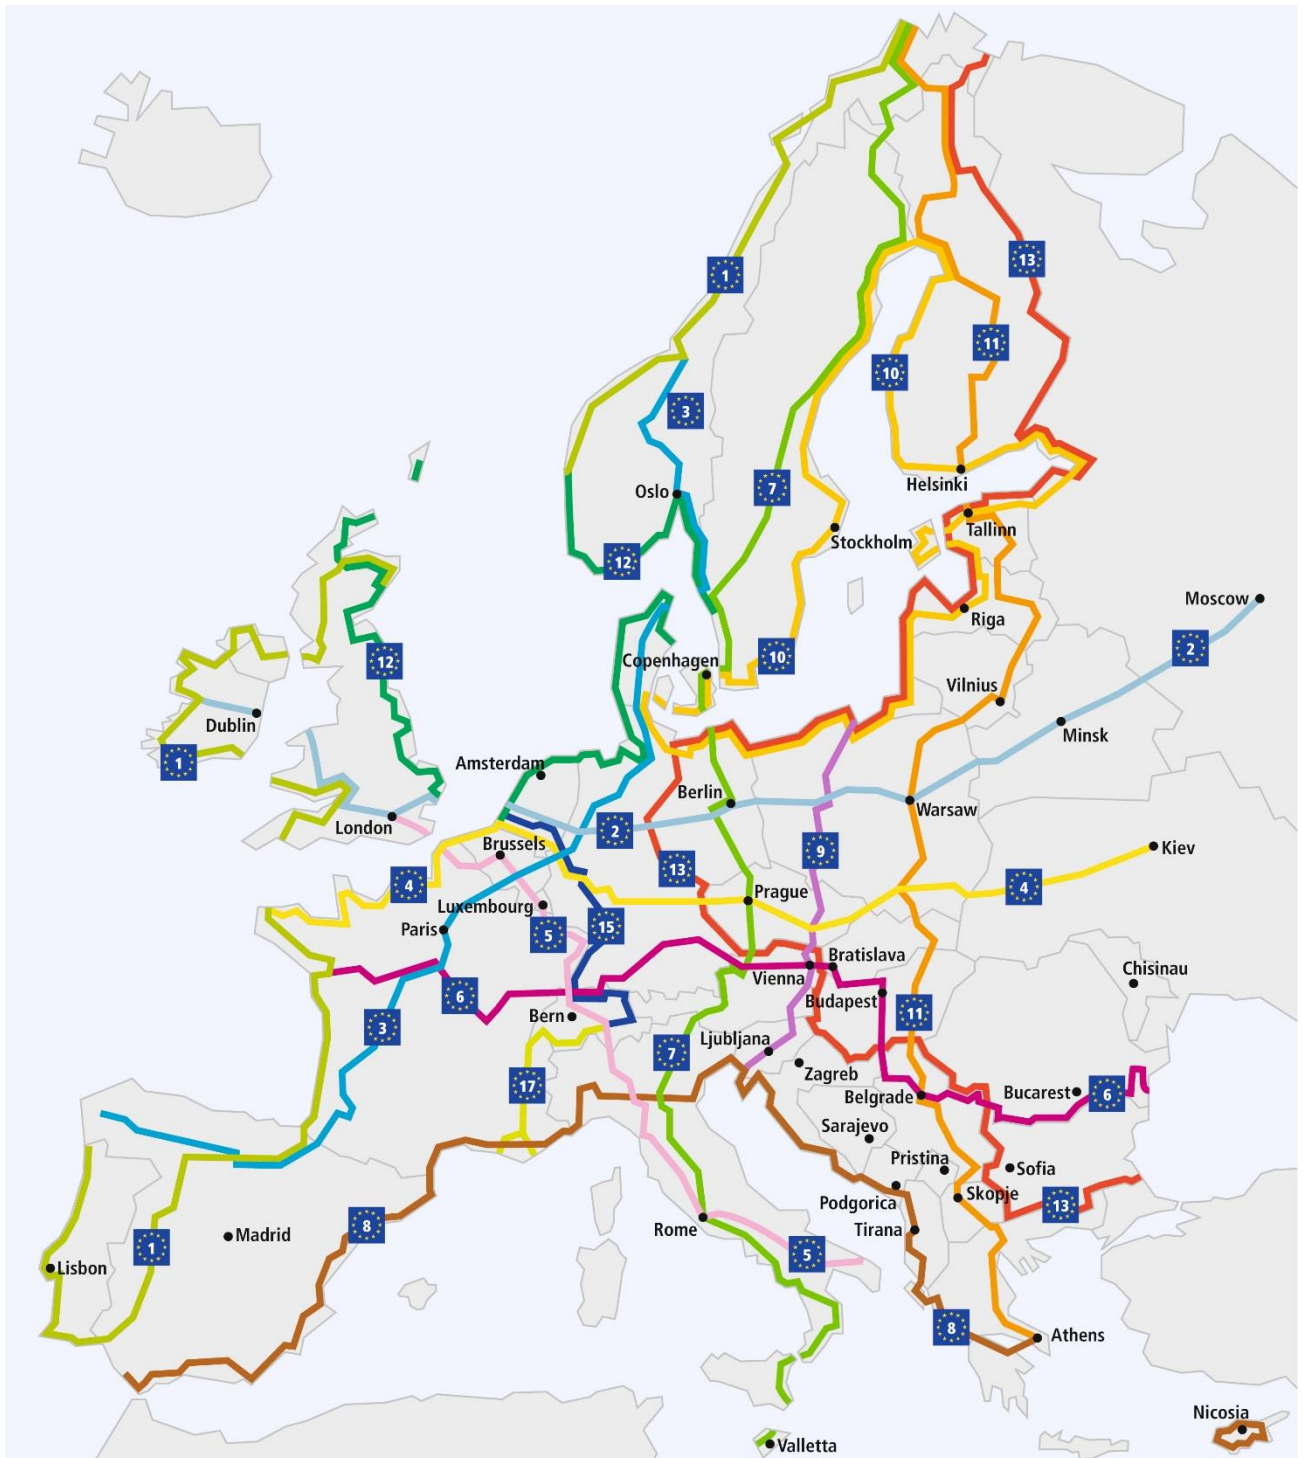 1
13
11
10
3
7
Oslo
Helsinki
Stockholm
Tallinn
12
Moscow
Riga
2
10
12
Copenhagen
Vilnius
Dublin
Minsk
1
Amsterdam
Berlin
Warsaw
London
2
Brussels
9
Kiev
13
4
4
Prague
Luxembourg
15
Paris
5
Bratislava
Vienna
Chisinau
6
Budapest
Bern
11
3
Ljubljana
7
Zagreb
17
Belgrade
Bucarest
6
Sarajevo
Pristina
Sofia
Podgorica
Skopje
13
8
Rome
Tirana
Madrid
1
5
Lisbon
8
Athens
Nicosia
Valletta